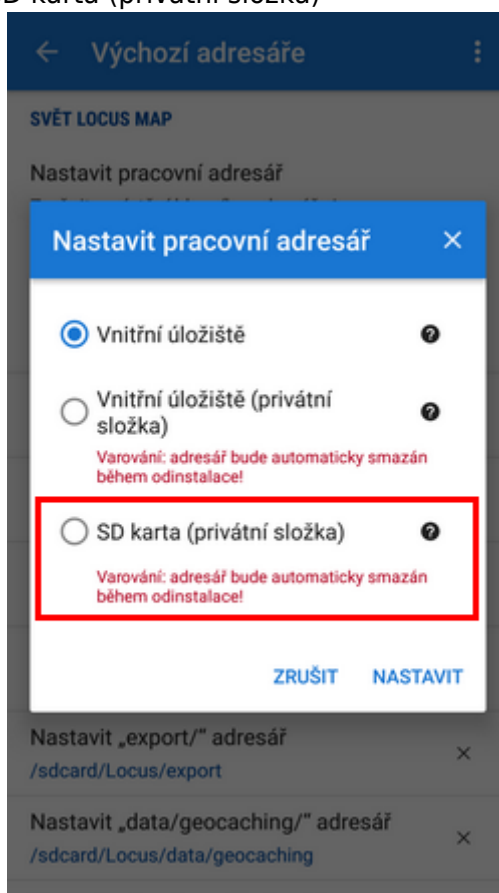 karta (privátní složka)
Výchozí adresáře
SVĚT LOCUS MAP
Nastavit pracovní adresář
Nastavit pracovní adresář
Vnitřní úložiště
Vnitřní úložiště (privátní
složka)
Varování: adresář bude automaticky smazán
během odinstalace!
SD karta (privátní složka)
Varování: adresář bude automaticky smazán
během odinstalace!
ZRUŠIT NASTAVIT
Nastavit „export/" adresář
/sdcard/Locus/export
Nastavit „data/geocaching/" adresář
/sdcard/Locus/data/geocaching